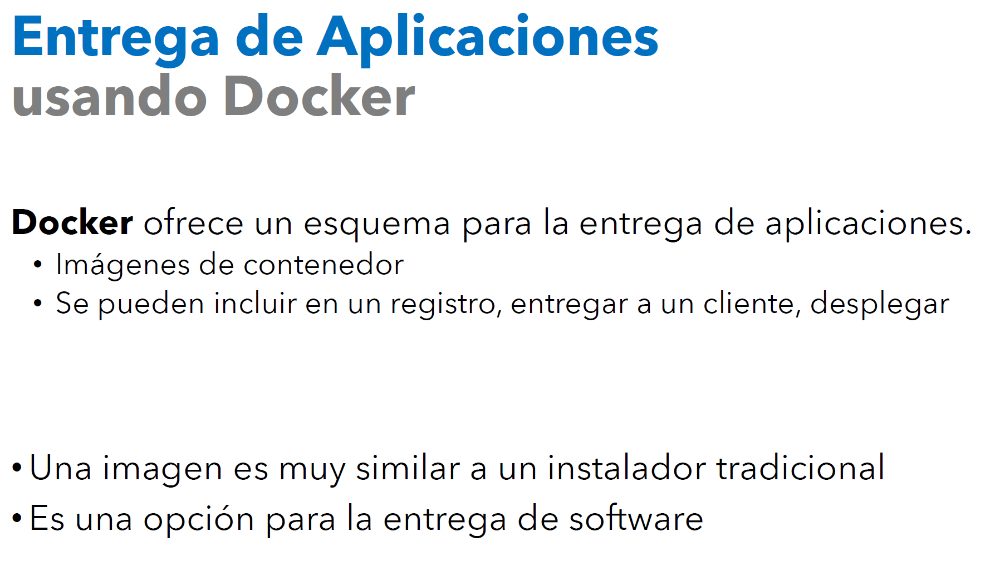 Entrega de Aplicaciones
usando Docker
Docker ofrece un esquema para la entrega de aplicaciones.
• Imágenes de contenedor
• Se pueden incluir en un registro, entregar a un cliente, desplegar
• Una imagen es muy similar a un instalador tradicional
• Es una opción para la entrega de software